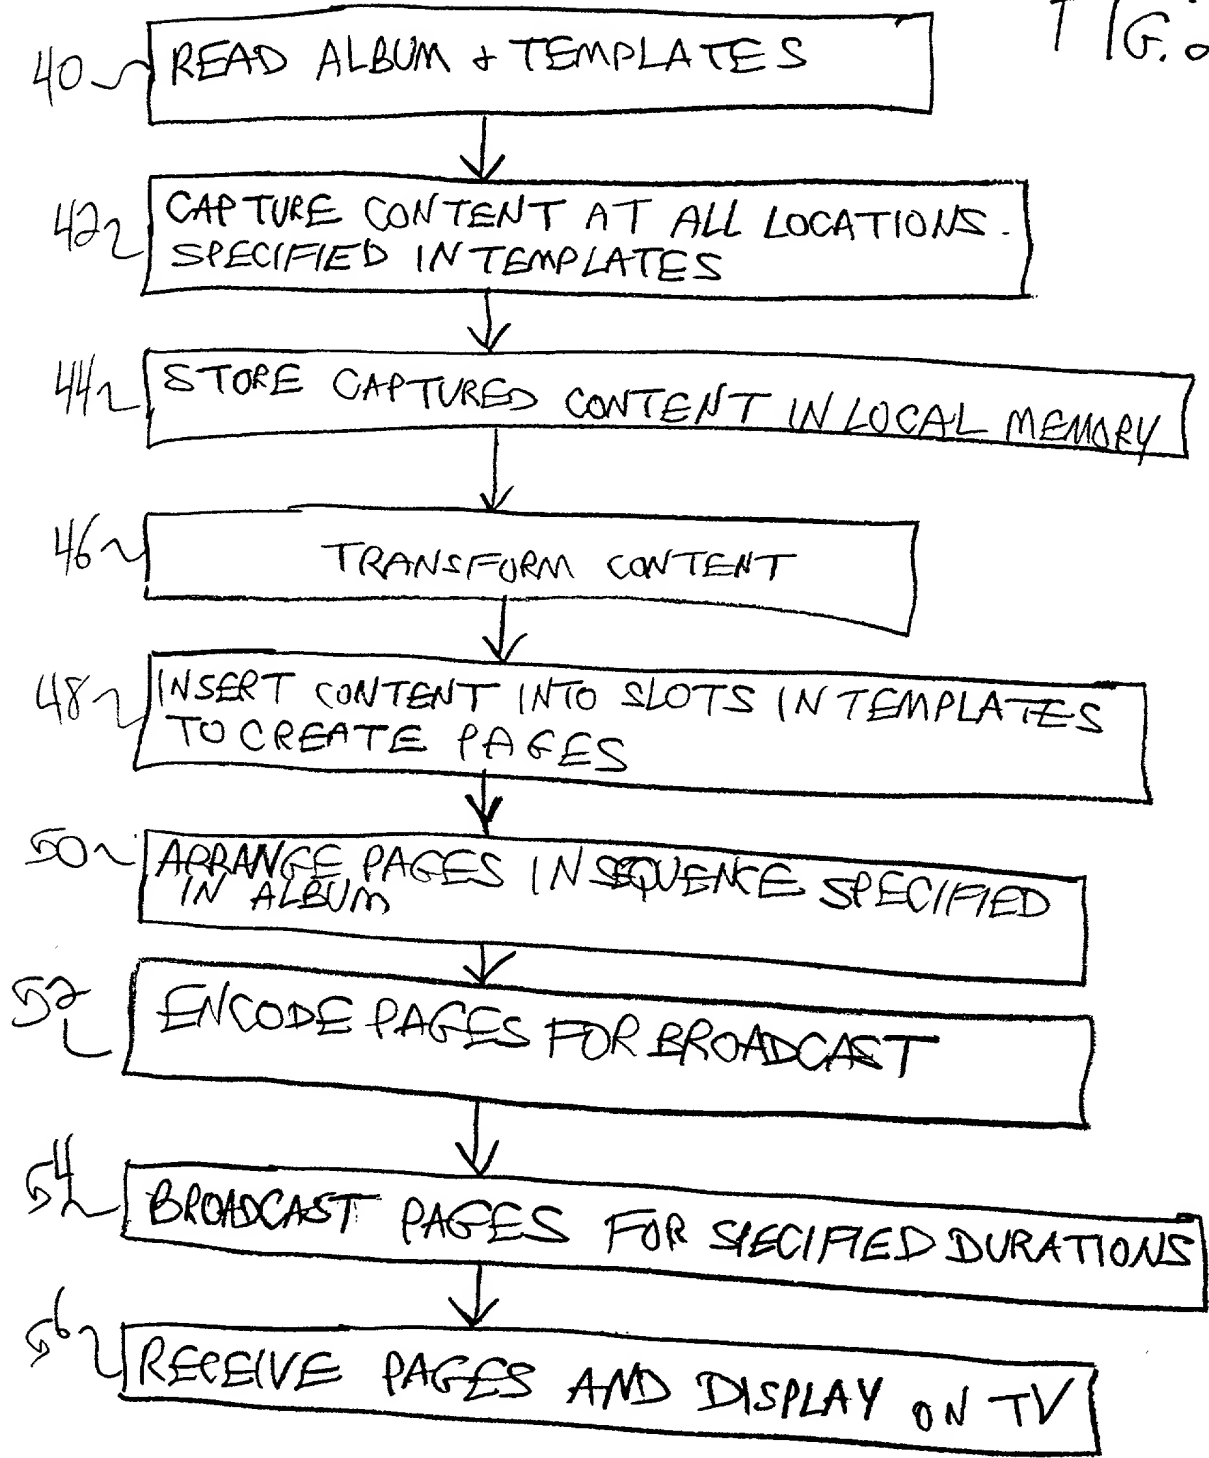 FIG.
40 READ ALBUM & TEMPLATES
42 CAPTURE CONTENT AT ALL LOCATIONS.
SPECIFIED IN TEMPLATES
44 STORE CAPTURED CONTENT IN LOCAL MEMORY
46 TRANSFORM CONTENT
48 INSERT CONTENT INTO SLOTS IN TEMPLATES
TO CREATE PAGES
50 ARRANGE PAGES IN SEQUENCE SPECIFIED
IN ALBUM
52 ENCODE PAGES FOR BROADCAST
54 BROADCAST PAGES FOR SPECIFIED DURATIONS
56 RECEIVE PAGES AND DISPLAY ON TV